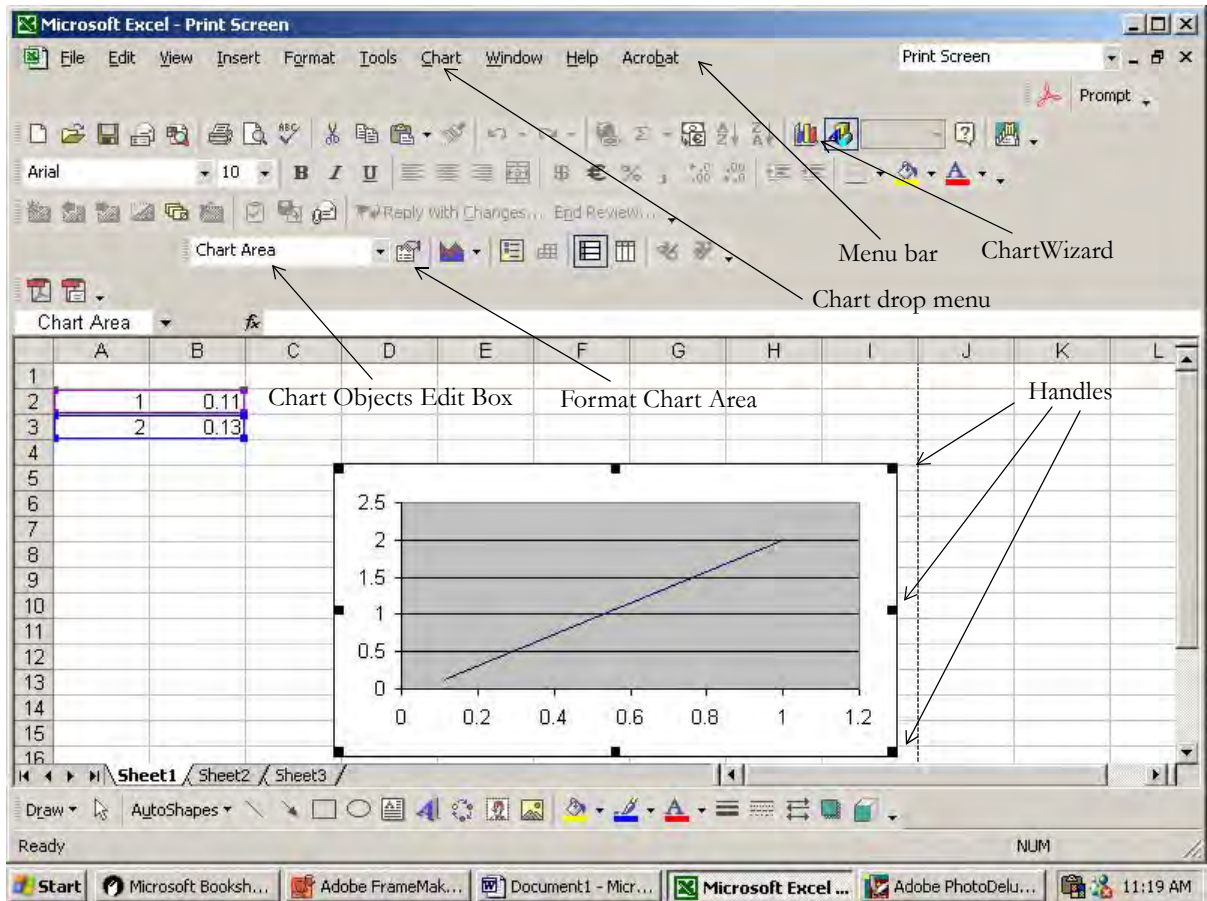 Microsoft Excel - Print Screen
File Edit View Insert Format Tools Chart Window Help Acrobat Print Screen
Prompt
ABC Σ
Arial 10 B I U € % , A
Reply with Changes... End Review...
Chart Area
Menu bar ChartWizard
Chart drop menu
Chart Area fx
A B C D E F G H I J K L
1
2 1 0.11 Chart Objects Edit Box Format Chart Area Handles
3 2 0.13
4
5
6 2.5
7
8 2
9 1.5
10 1
11
12 0.5
13 0
14 0 0.2 0.4 0.6 0.8 1 1.2
15
16
Sheet1 Sheet2 Sheet3
Draw AutoShapes A A
Ready NUM
Start Microsoft Booksh... Adobe FrameMak... Document1 - Micr... Microsoft Excel ... Adobe PhotoDelu... 11:19 AM